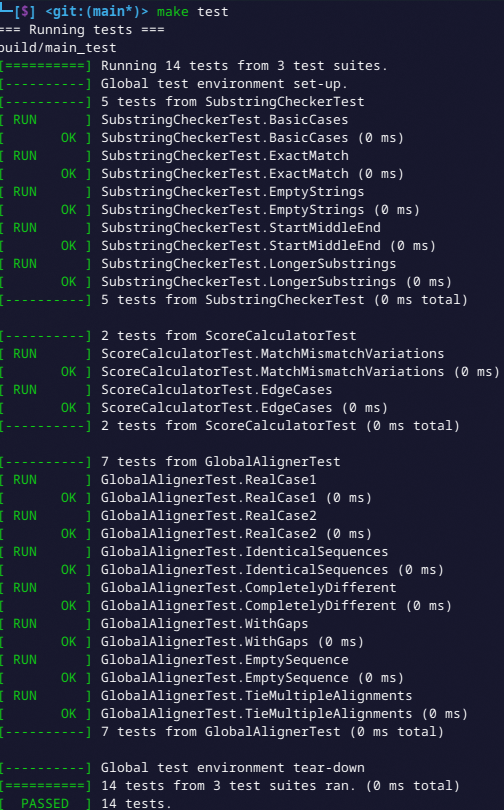 └─[$] <git:(main*)> make test
=== Running tests ===
build/main_test
[==========] Running 14 tests from 3 test suites.
[----------] Global test environment set-up.
[----------] 5 tests from SubstringCheckerTest
[ RUN      ] SubstringCheckerTest.BasicCases
[       OK ] SubstringCheckerTest.BasicCases (0 ms)
[ RUN      ] SubstringCheckerTest.ExactMatch
[       OK ] SubstringCheckerTest.ExactMatch (0 ms)
[ RUN      ] SubstringCheckerTest.EmptyStrings
[       OK ] SubstringCheckerTest.EmptyStrings (0 ms)
[ RUN      ] SubstringCheckerTest.StartMiddleEnd
[       OK ] SubstringCheckerTest.StartMiddleEnd (0 ms)
[ RUN      ] SubstringCheckerTest.LongerSubstrings
[       OK ] SubstringCheckerTest.LongerSubstrings (0 ms)
[----------] 5 tests from SubstringCheckerTest (0 ms total)

[----------] 2 tests from ScoreCalculatorTest
[ RUN      ] ScoreCalculatorTest.MatchMismatchVariations
[       OK ] ScoreCalculatorTest.MatchMismatchVariations (0 ms)
[ RUN      ] ScoreCalculatorTest.EdgeCases
[       OK ] ScoreCalculatorTest.EdgeCases (0 ms)
[----------] 2 tests from ScoreCalculatorTest (0 ms total)

[----------] 7 tests from GlobalAlignerTest
[ RUN      ] GlobalAlignerTest.RealCase1
[       OK ] GlobalAlignerTest.RealCase1 (0 ms)
[ RUN      ] GlobalAlignerTest.RealCase2
[       OK ] GlobalAlignerTest.RealCase2 (0 ms)
[ RUN      ] GlobalAlignerTest.IdenticalSequences
[       OK ] GlobalAlignerTest.IdenticalSequences (0 ms)
[ RUN      ] GlobalAlignerTest.CompletelyDifferent
[       OK ] GlobalAlignerTest.CompletelyDifferent (0 ms)
[ RUN      ] GlobalAlignerTest.WithGaps
[       OK ] GlobalAlignerTest.WithGaps (0 ms)
[ RUN      ] GlobalAlignerTest.EmptySequence
[       OK ] GlobalAlignerTest.EmptySequence (0 ms)
[ RUN      ] GlobalAlignerTest.TieMultipleAlignments
[       OK ] GlobalAlignerTest.TieMultipleAlignments (0 ms)
[----------] 7 tests from GlobalAlignerTest (0 ms total)

[----------] Global test environment tear-down
[==========] 14 tests from 3 test suites ran. (0 ms total)
[  PASSED  ] 14 tests.